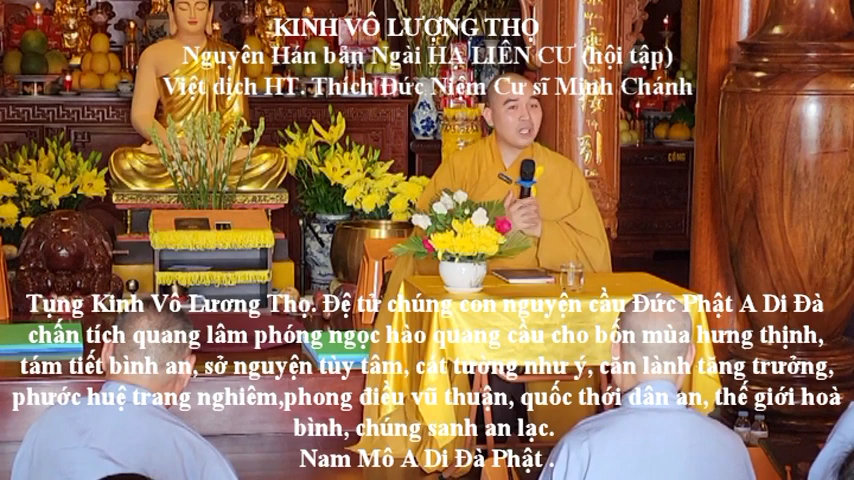 KINH VÔ LƯỢNG THỌ
Nguyên Hán bản Ngài HẠ LIÊN CƯ (hội tập)
Việt dịch HT. Thích Đức Niệm Cư sĩ Minh Chánh
CÔNG
Tụng Kinh Vô Lương Thọ. Đệ tử chúng con nguyện cầu Đức Phật A Di Đà
chấn tích quang lâm phóng ngọc hào quang cầu cho bốn mùa hưng thịnh,
tám tiết bình an, sở nguyện tùy tâm, cát tường như ý, căn lành tăng trưởng,
phước huệ trang nghiêm,phong điều vũ thuận, quốc thới dân an, thế giới hoà
bình, chúng sanh an lạc.
Nam Mô A Di Đà Phật .